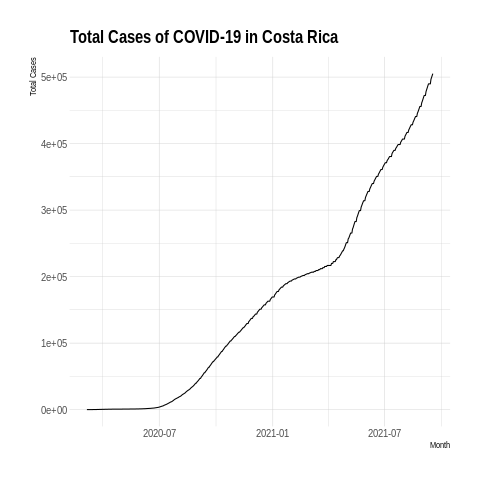 Total Cases of COVID-19 in Costa Rica
Total Cases
5e+05
4e+05
3e+05
2e+05
1e+05
0e+00
2020-07 2021-01 2021-07
Month